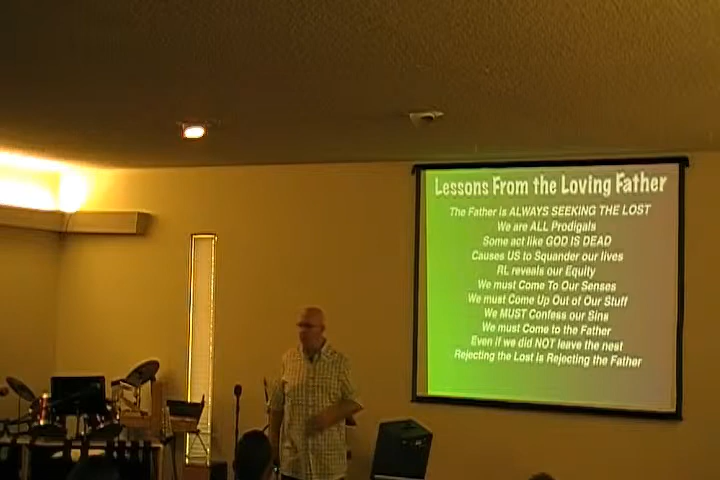 Lessons From the Loving Father
The Father is ALWAYS SEEKING THE LOST
We are ALL Prodigals
Some act like GOD IS DEAD
Causes US to Squander our lives
RL reveals our Equity
We must Come To Our Senses
We must Come Up Out of Our Stuff
We MUST Confess our Sins
We must Come to the Father
Even if we did NOT leave the nest
Rejecting the Lost is Rejecting the Father